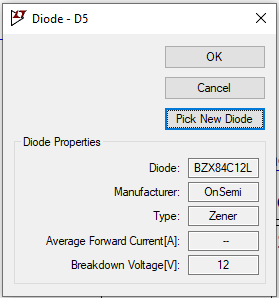 Diode - D5
OK
Cancel
Pick New Diode
Diode Properties
Diode: BZX84C12L
Manufacturer: OnSemi
Type: Zener
Average Forward Current[A]: --
Breakdown Voltage[V]: 12